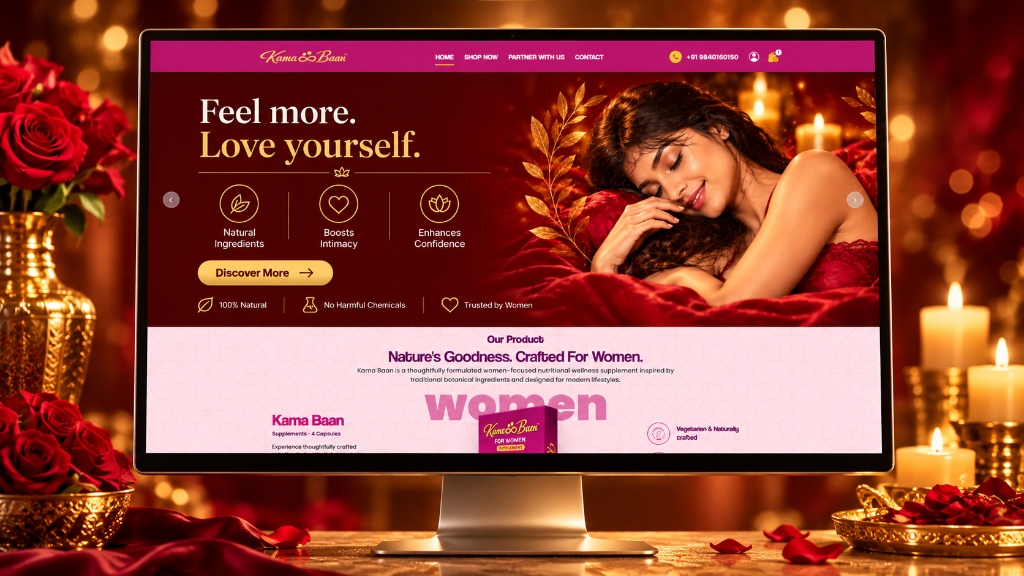 Kama Baan™
HOME SHOP NOW PARTNER WITH US CONTACT
+91 9840160150
1
Feel more.
Love yourself.
Natural
Ingredients
Boosts
Intimacy
Enhances
Confidence
Discover More
100% Natural
No Harmful Chemicals
Trusted by Women
Our Product
Nature's Goodness. Crafted For Women.
Kama Baan is a thoughtfully formulated women-focused nutritional wellness supplement inspired by
traditional botanical ingredients and designed for modern lifestyles.
women
Kama Baan
Supplements - 4 Capsules
Experience thoughtfully crafted
Kama Baan
FOR WOMEN
SUPPLEMENT
Vegetarian & Naturally
crafted